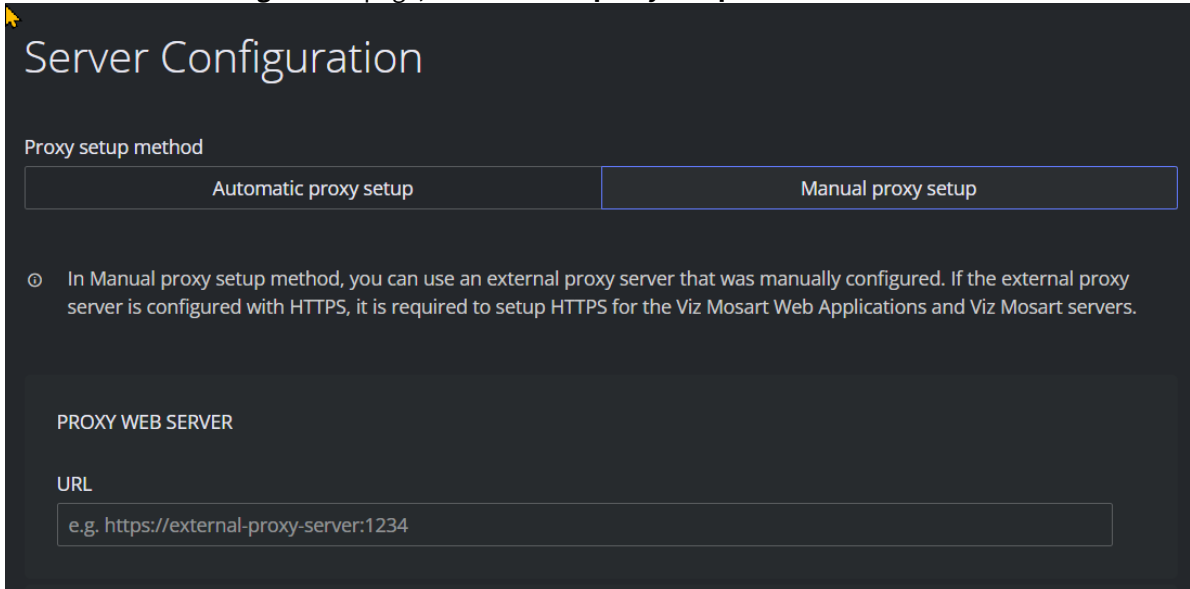 Server Configuration
Proxy setup method
Automatic proxy setup Manual proxy setup
In Manual proxy setup method, you can use an external proxy server that was manually configured. If the external proxy
server is configured with HTTPS, it is required to setup HTTPS for the Viz Mosart Web Applications and Viz Mosart servers.
PROXY WEB SERVER
URL
e.g. https://external-proxy-server:1234